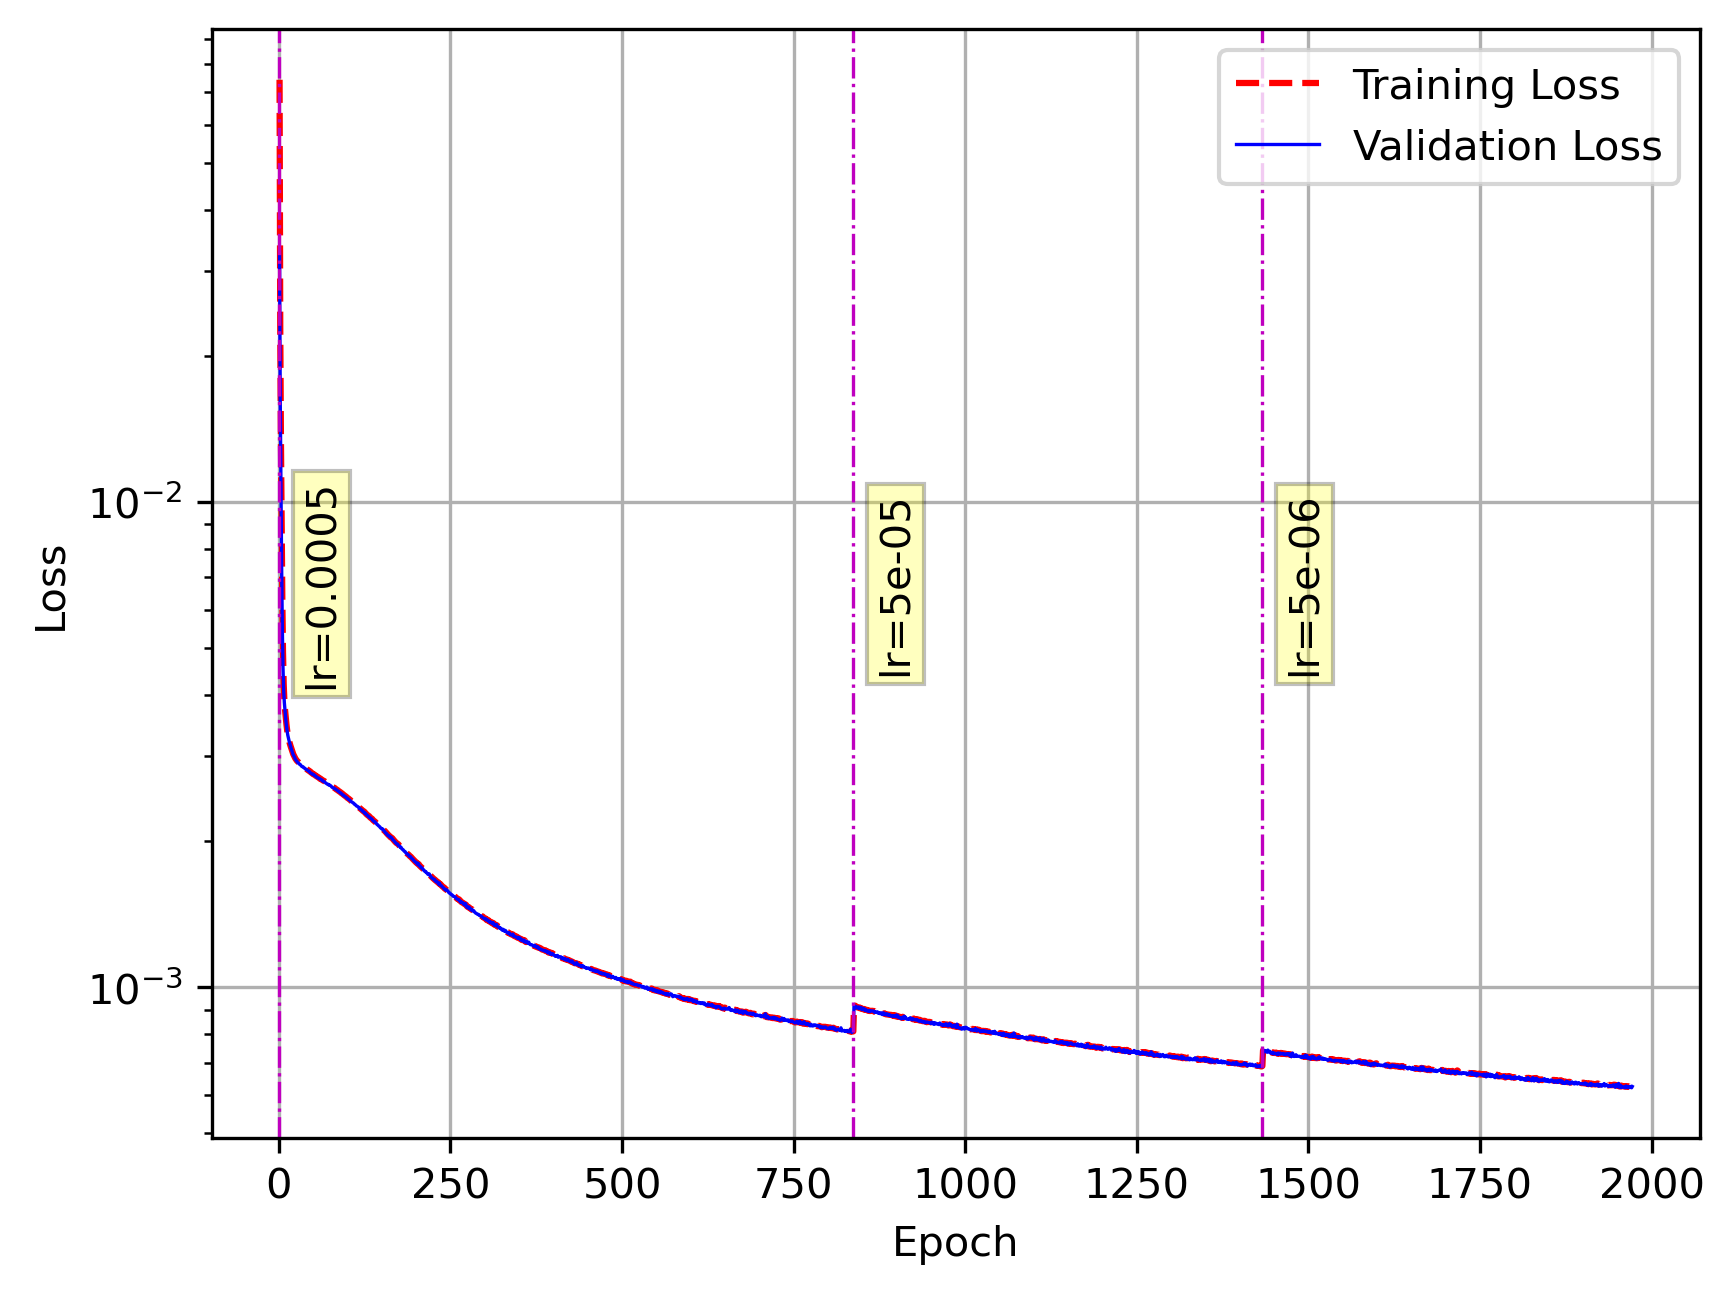 Training Loss
Validation Loss
lr=0.0005
lr=5e-05
lr=5e-06
10⁻²
10⁻³
Loss
0 250 500 750 1000 1250 1500 1750 2000
Epoch